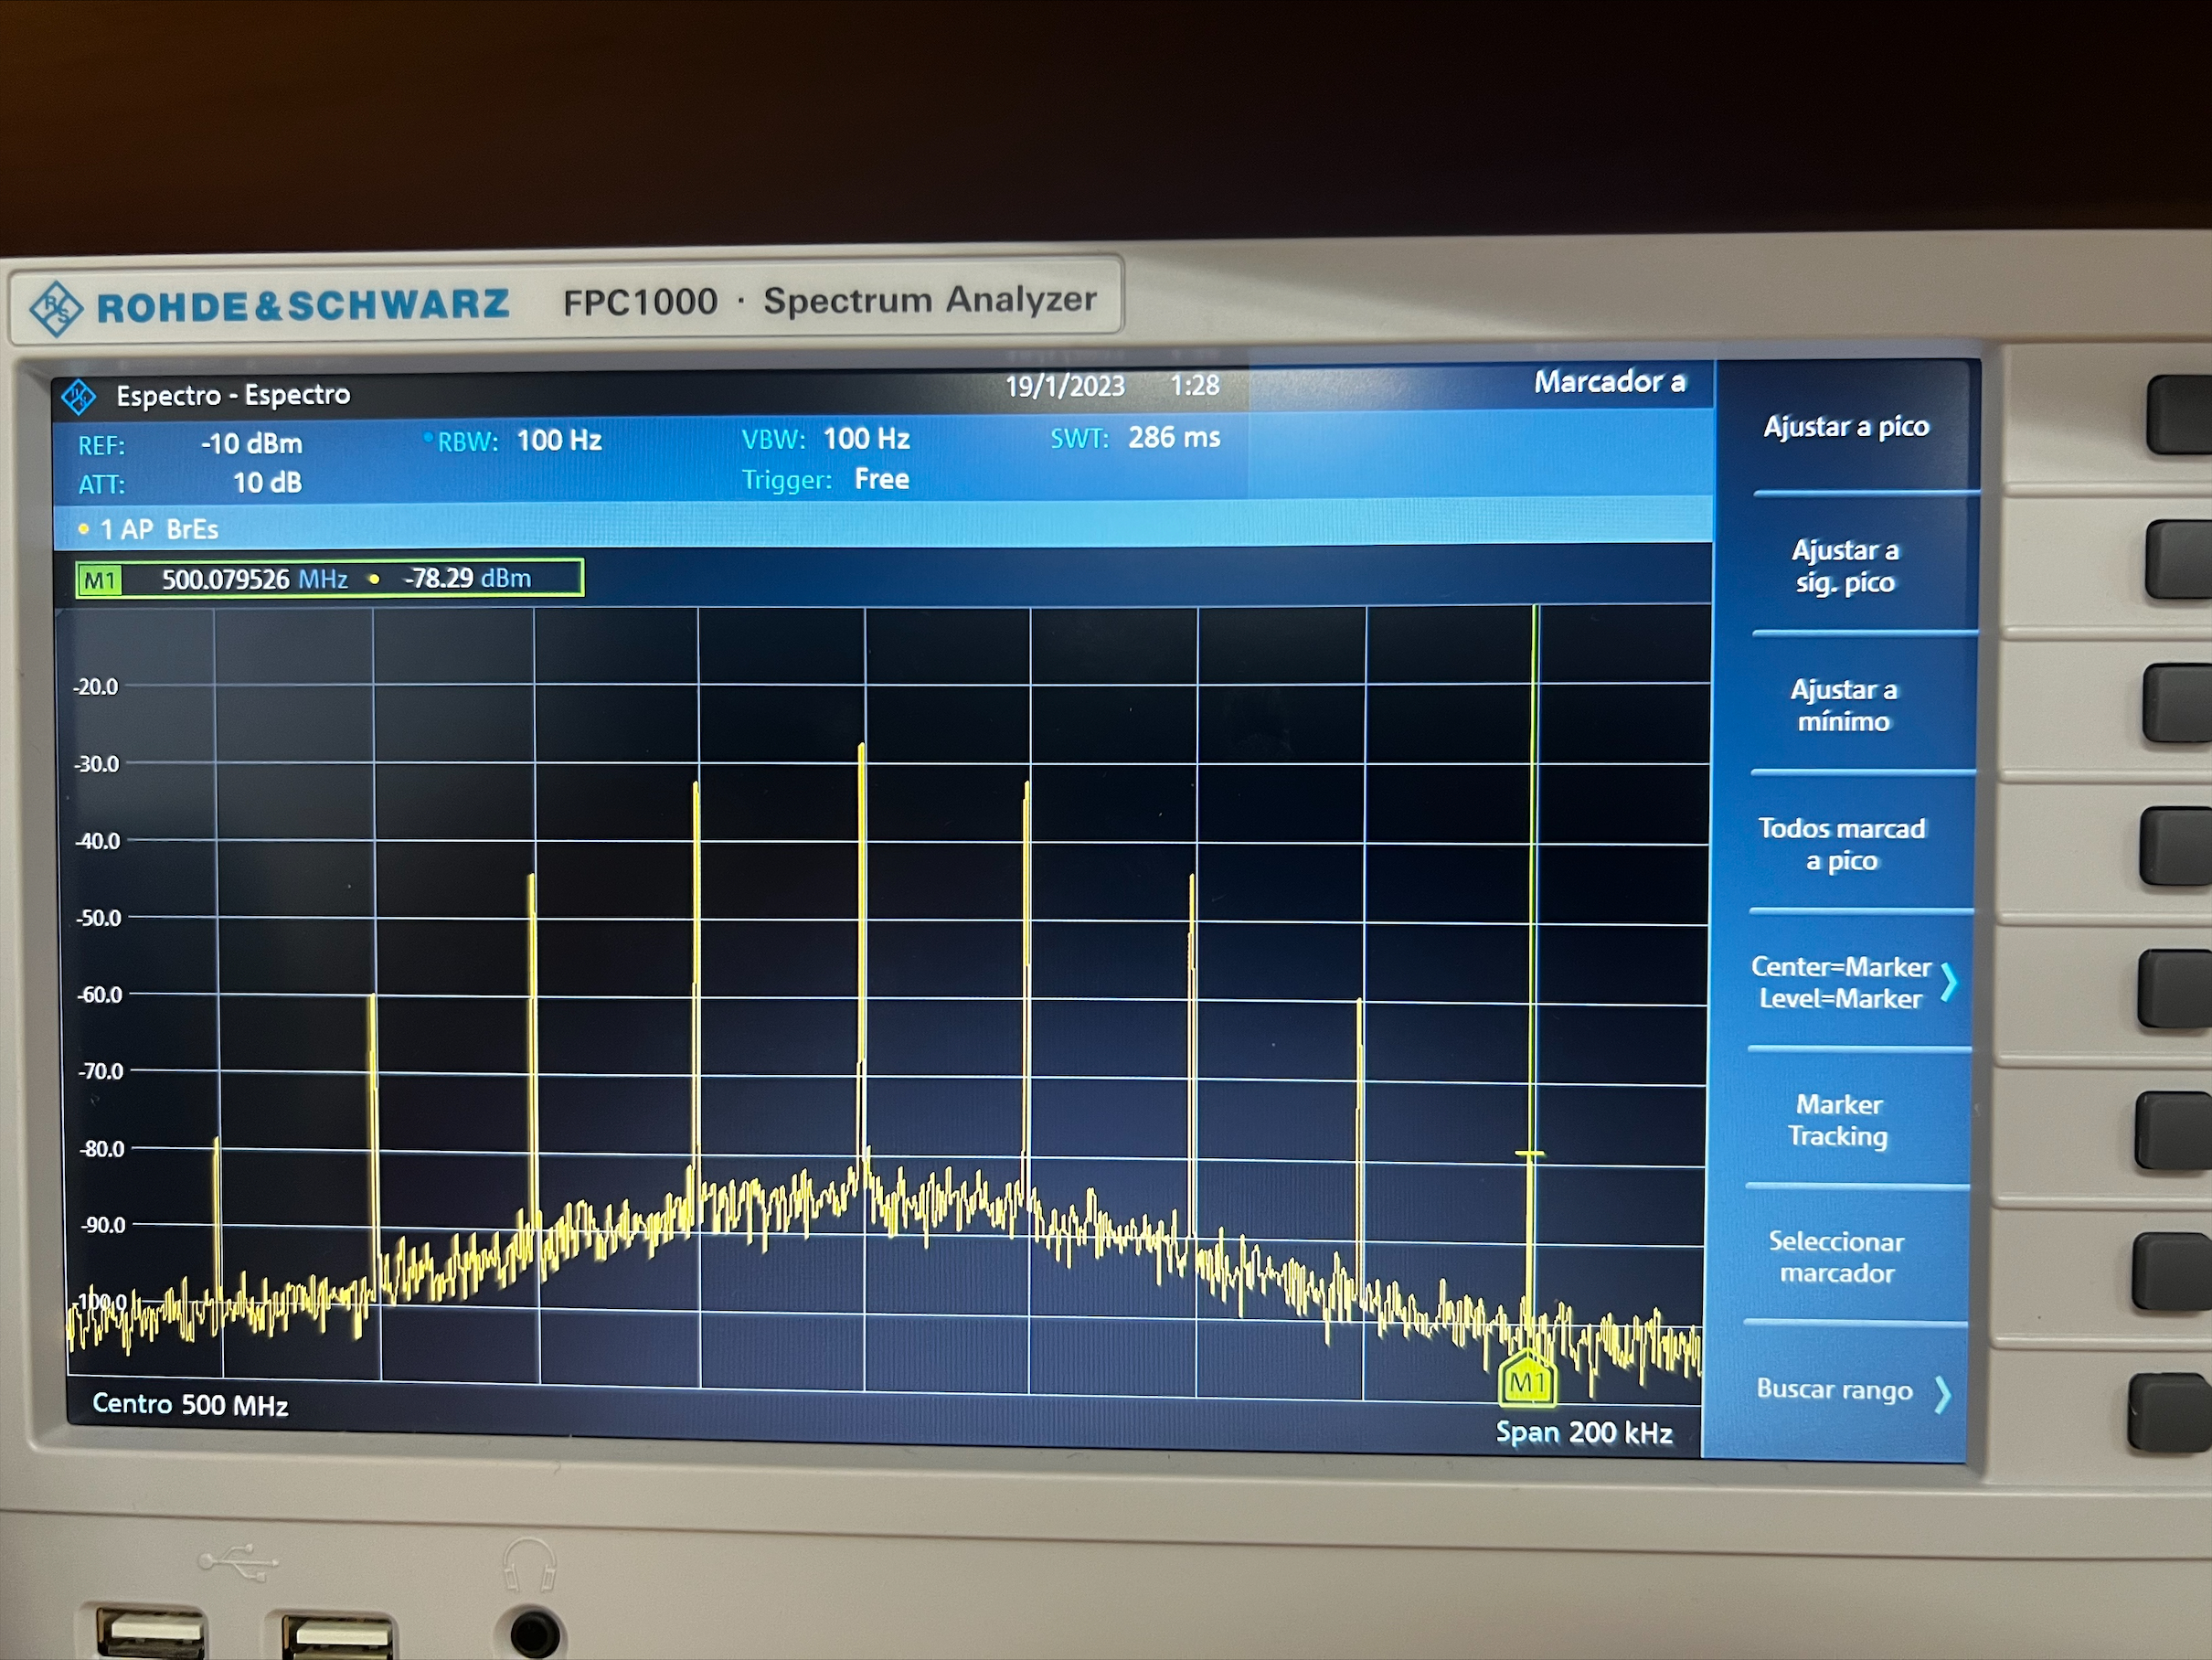 ROHDE&SCHWARZ FPC1000 · Spectrum Analyzer
Espectro - Espectro 19/1/2023 1:28 Marcador a
REF: -10 dBm RBW: 100 Hz VBW: 100 Hz SWT: 286 ms
ATT: 10 dB Trigger: Free
1 AP BrEs
M1 500.079526 MHz • -78.29 dBm
-20.0
-30.0
-40.0
-50.0
-60.0
-70.0
-80.0
-90.0
-100.0
M1
Centro 500 MHz Span 200 kHz
Ajustar a pico
Ajustar a
sig. pico
Ajustar a
mínimo
Todos marcad
a pico
Center=Marker
Level=Marker
Marker
Tracking
Seleccionar
marcador
Buscar rango